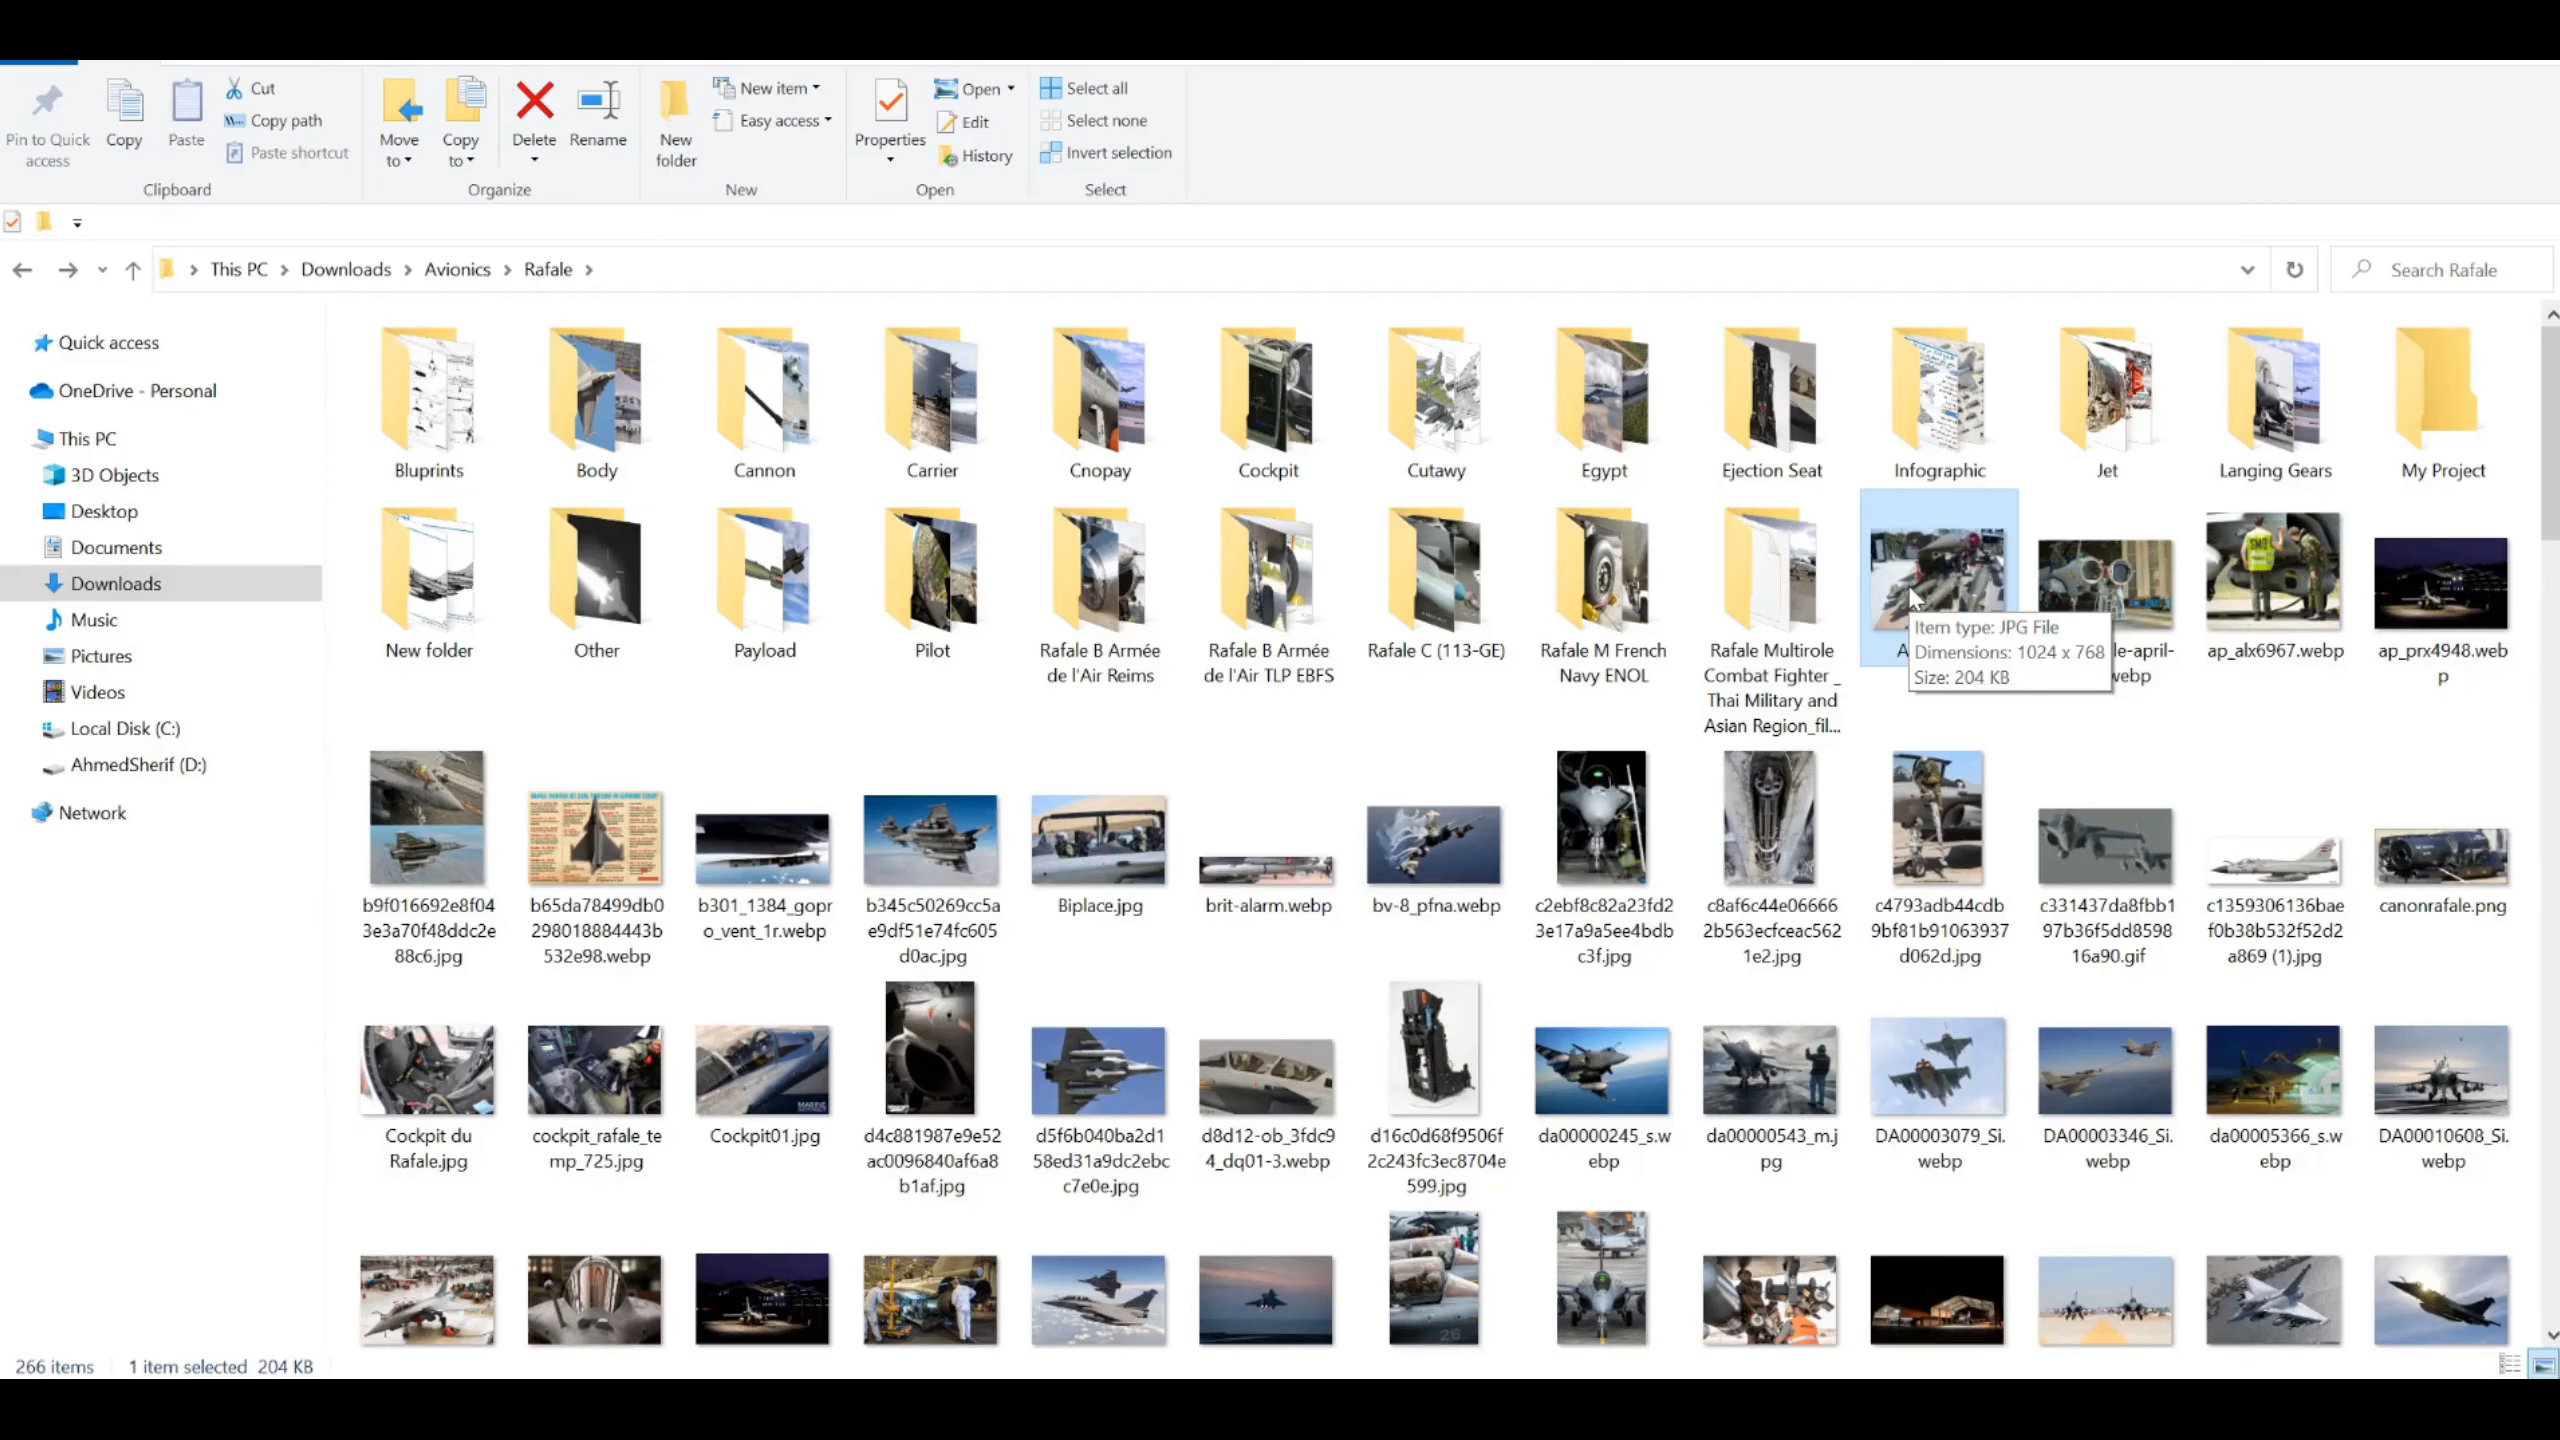 Pin to Quick access
Copy
Paste
Cut
Copy path
Paste shortcut
Clipboard
Move to
Copy to
Delete
Rename
Organize
New folder
New item
Easy access
New
Properties
Open
Edit
History
Open
Select all
Select none
Invert selection
Select
This PC
Downloads
Avionics
Rafale
Search Rafale
Quick access
OneDrive - Personal
This PC
3D Objects
Desktop
Documents
Downloads
Music
Pictures
Videos
Local Disk (C:)
AhmedSherif (D:)
Network
Bluprints
Body
Cannon
Carrier
Cnopay
Cockpit
Cutawy
Egypt
Ejection Seat
Infographic
Jet
Langing Gears
My Project
New folder
Other
Payload
Pilot
Rafale B Armée
de l'Air Reims
Rafale B Armée
de l'Air TLP EBFS
Rafale C (113-GE)
Rafale M French
Navy ENOL
Rafale Multirole
Combat Fighter _
Thai Military and
Asian Region_fil...
A
Item type: JPG File
Dimensions: 1024 x 768
Size: 204 KB
le-april-
webp
ap_alx6967.webp
ap_prx4948.web
p
b9f016692e8f04
3e3a70f48ddc2e
88c6.jpg
b65da78499db0
298018884443b
532e98.webp
b301_1384_gopr
o_vent_1r.webp
b345c50269cc5a
e9df51e74fc605
d0ac.jpg
Biplace.jpg
brit-alarm.webp
bv-8_pfna.webp
c2ebf8c82a23fd2
3e17a9a5ee4bdb
c3f.jpg
c8af6c44e06666
2b563ecfceac562
1e2.jpg
c4793adb44cdb
9bf81b91063937
d062d.jpg
c331437da8fbb1
97b36f5dd8598
16a90.gif
c1359306136bae
f0b38b532f52d2
a869 (1).jpg
canonrafale.png
Cockpit du
Rafale.jpg
cockpit_rafale_te
mp_725.jpg
Cockpit01.jpg
d4c881987e9e52
ac0096840af6a8
b1af.jpg
d5f6b040ba2d1
58ed31a9dc2ebc
c7e0e.jpg
d8d12-ob_3fdc9
4_dq01-3.webp
d16c0d68f9506f
2c243fc3ec8704e
599.jpg
da00000245_s.w
ebp
da00000543_m.j
pg
DA00003079_Si.
webp
DA00003346_Si.
webp
da00005366_s.w
ebp
DA00010608_Si.
webp
266 items
1 item selected 204 KB